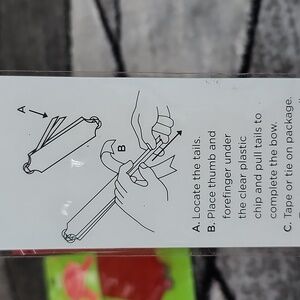 A
B
A. Locate the tails.
B. Place thumb and
forefinger under
the clear plastic
chip and pull tails to
complete the bow.
C. Tape or tie on package.